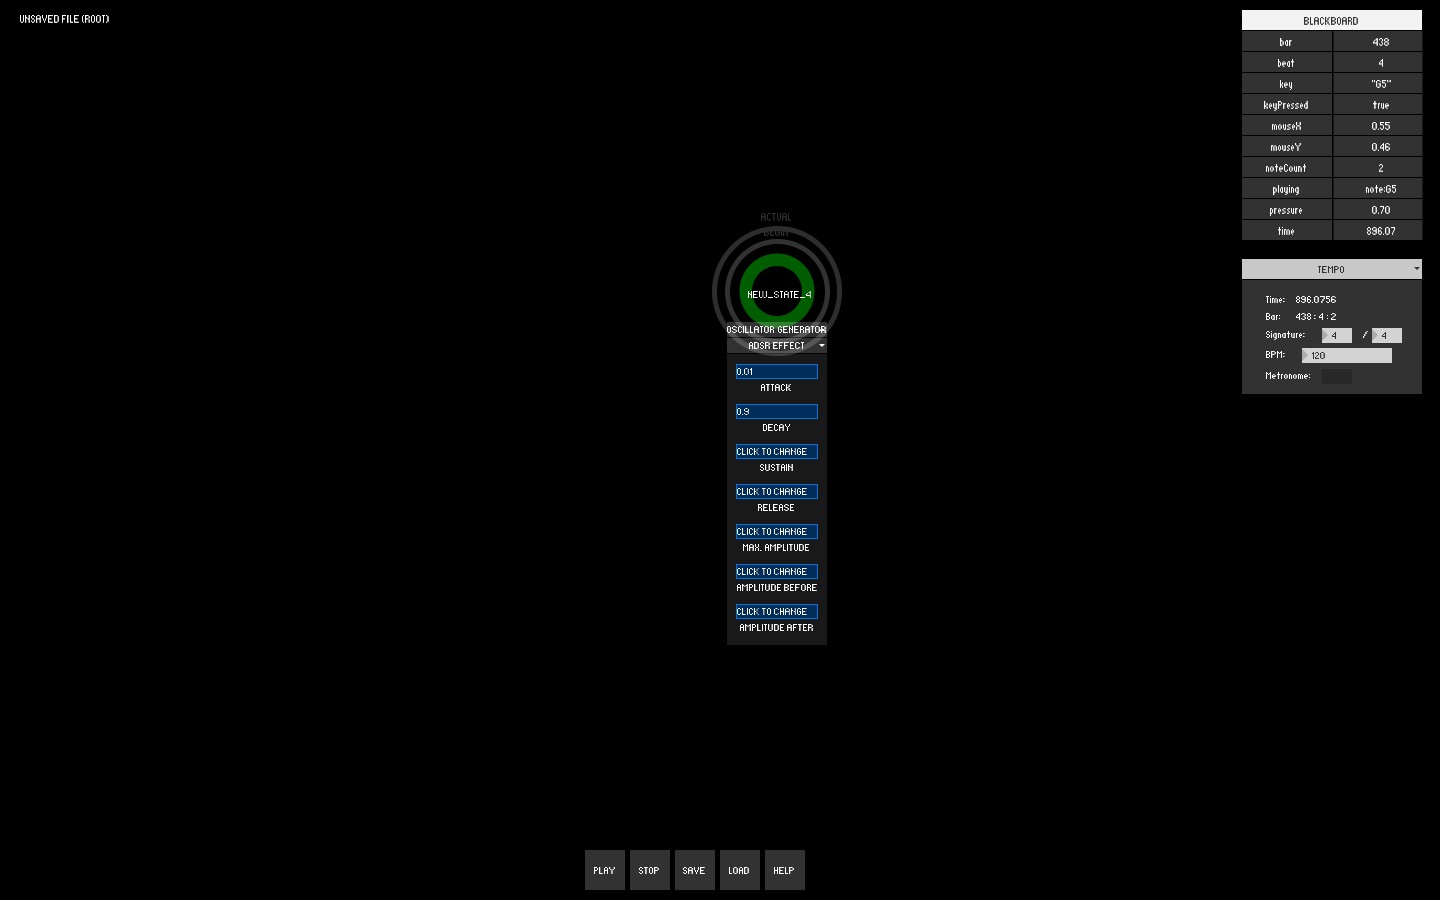 UNSAVED FILE (ROOT)
BLACKBOARD
bar 438
beat 4
key "G5"
keyPressed true
mouseX 0.55
mouseY 0.46
noteCount 2
playing note:G5
pressure 0.70
time 896.07
TEMPO
Time: 896.0756
Bar: 438 : 4 : 2
Signature: 4 / 4
BPM: 120
Metronome:
ACTUAL
BEGIN
NEW_STATE_4
OSCILLATOR GENERATOR
ADSR EFFECT
0.01
ATTACK
0.9
DECAY
CLICK TO CHANGE
SUSTAIN
CLICK TO CHANGE
RELEASE
CLICK TO CHANGE
MAX. AMPLITUDE
CLICK TO CHANGE
AMPLITUDE BEFORE
CLICK TO CHANGE
AMPLITUDE AFTER
PLAY STOP SAVE LOAD HELP